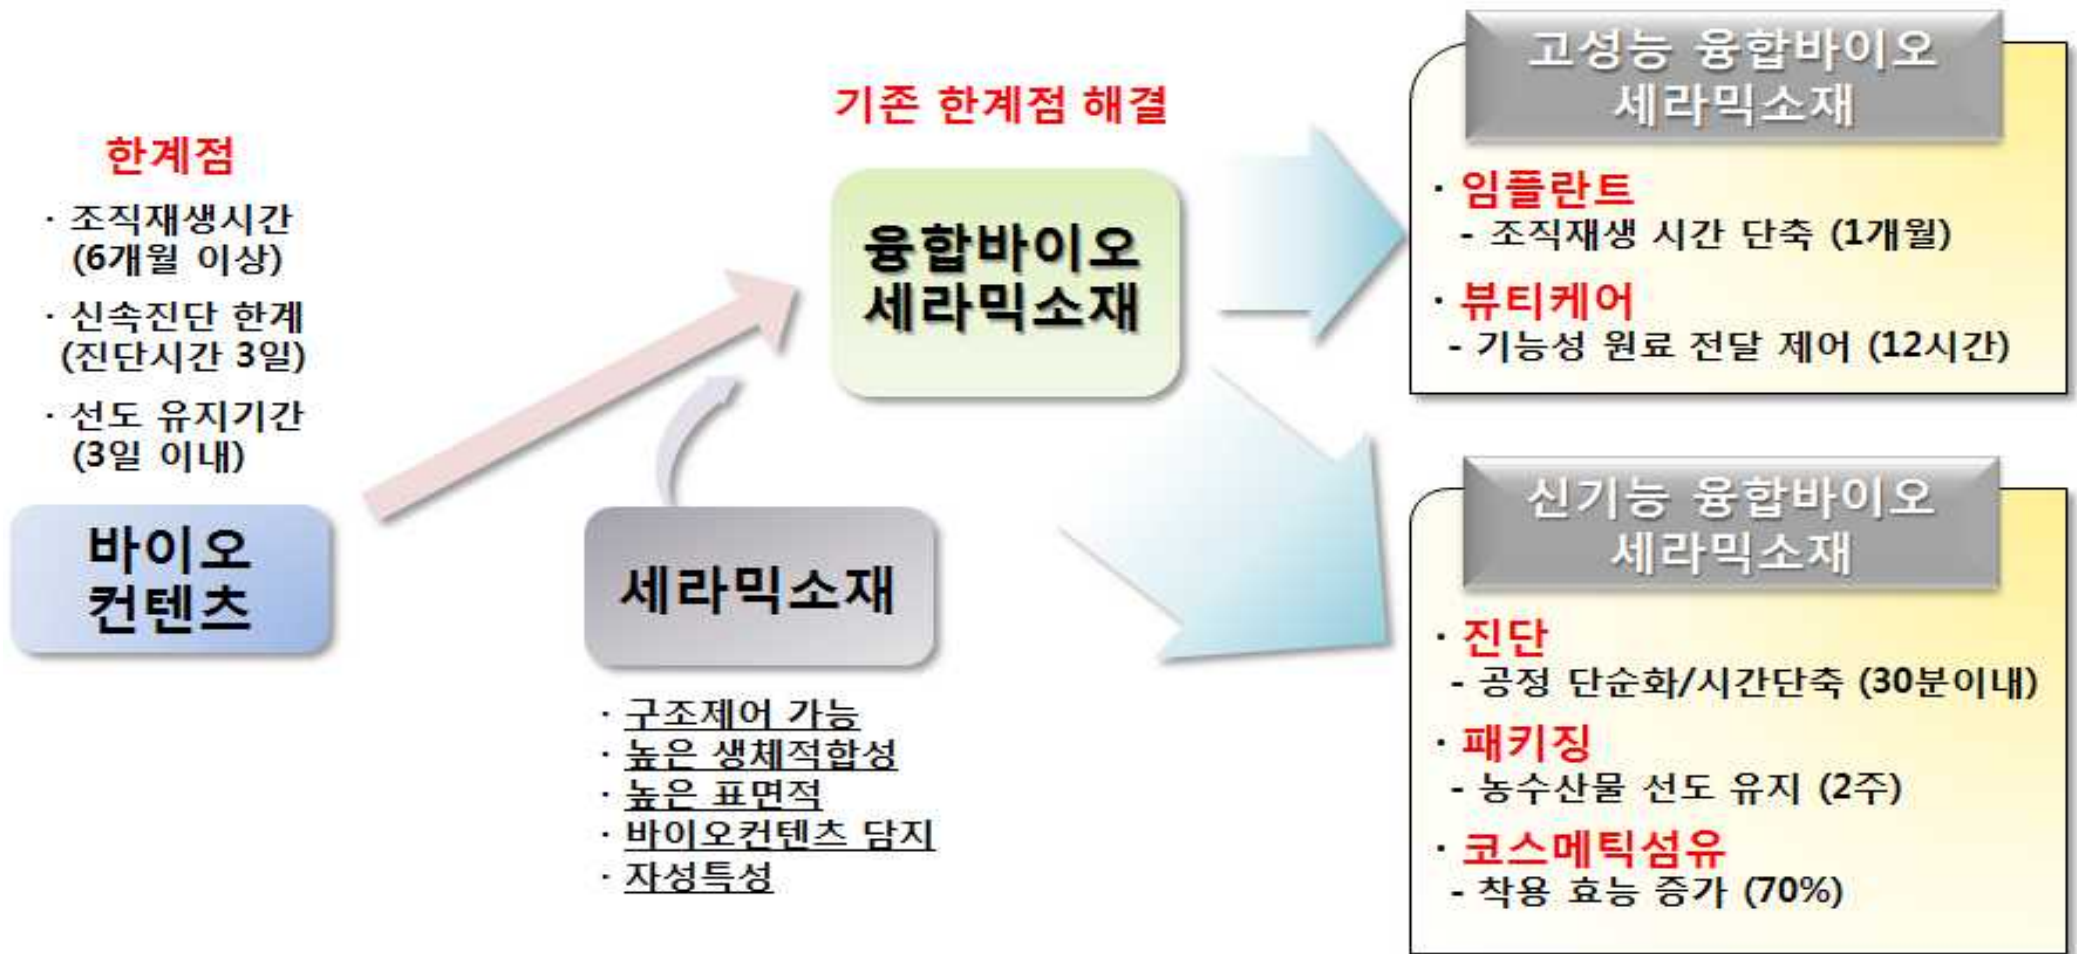 한계점
· 조직재생시간
(6개월 이상)
· 신속진단 한계
(진단시간 3일)
· 선도 유지기간
(3일 이내)
바이오
컨텐츠
기존 한계점 해결
융합바이오
세라믹소재
세라믹소재
· 구조제어 가능
· 높은 생체적합성
· 높은 표면적
· 바이오컨텐츠 담지
· 자성특성
고성능 융합바이오
세라믹소재
· 임플란트
- 조직재생 시간 단축 (1개월)
· 뷰티케어
- 기능성 원료 전달 제어 (12시간)
신기능 융합바이오
세라믹소재
· 진단
- 공정 단순화/시간단축 (30분이내)
· 패키징
- 농수산물 선도 유지 (2주)
· 코스메틱섬유
- 착용 효능 증가 (70%)